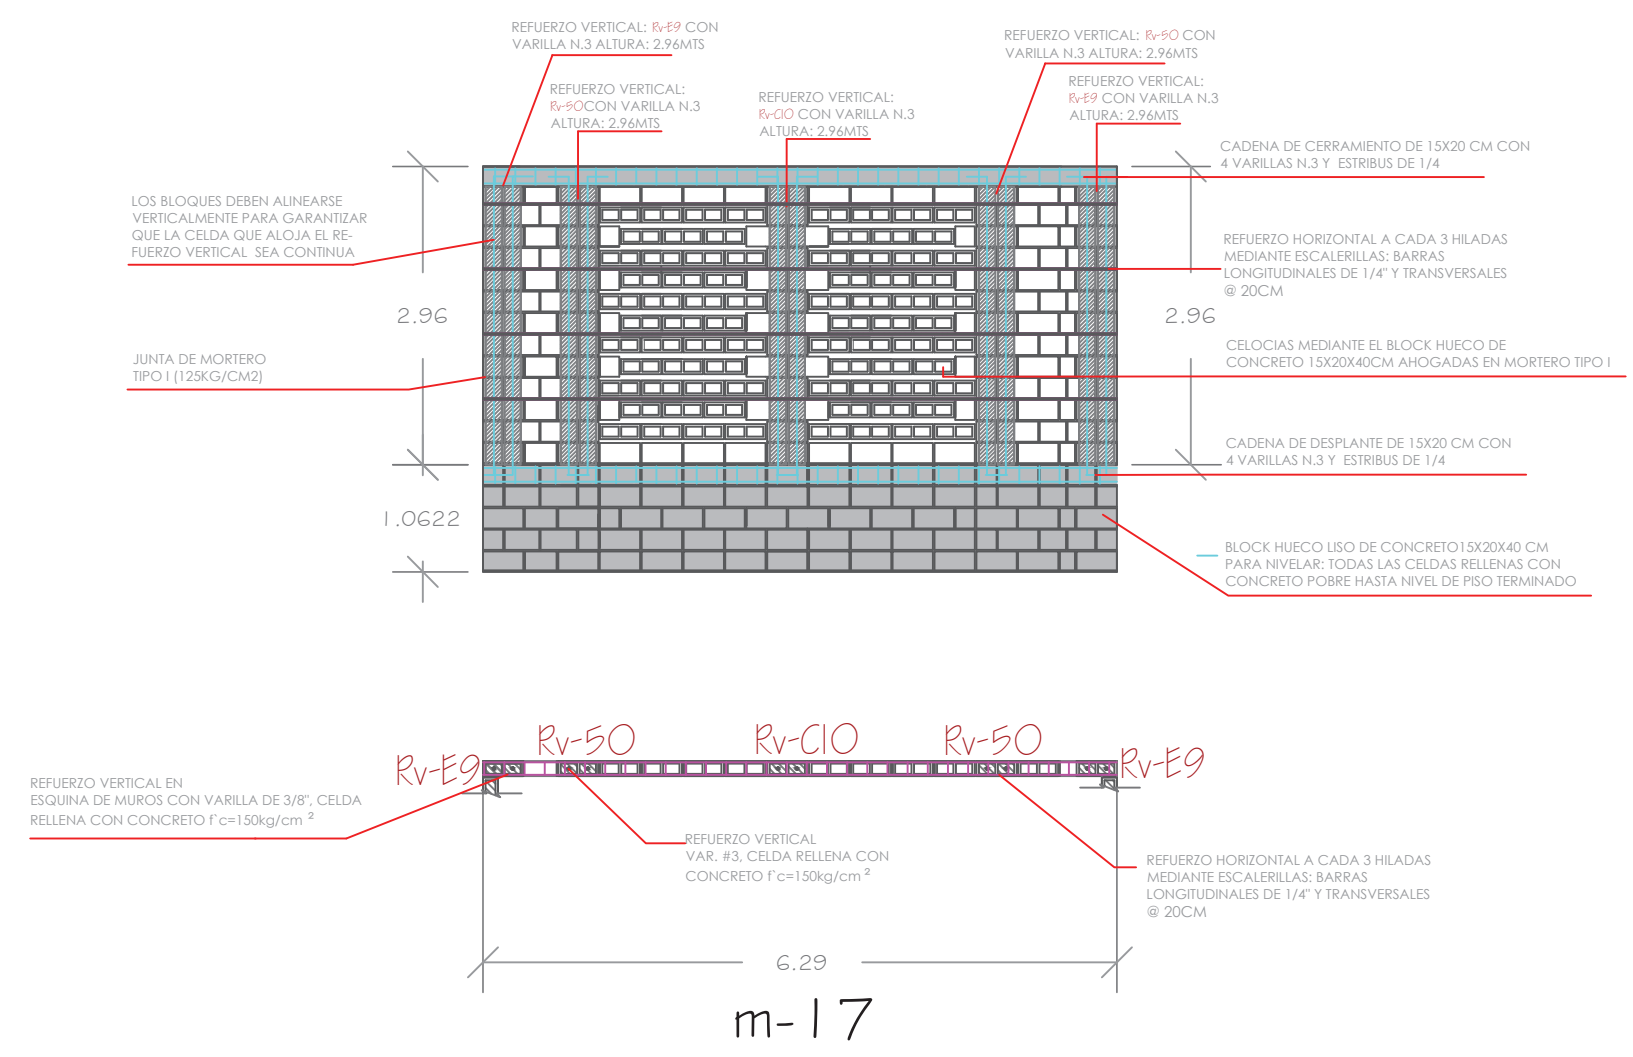 REFUERZO VERTICAL: Rv-E9 CON
VARILLA N.3 ALTURA: 2.96MTS
REFUERZO VERTICAL: Rv-50 CON
VARILLA N.3 ALTURA: 2.96MTS
REFUERZO VERTICAL:
Rv-50CON VARILLA N.3
ALTURA: 2.96MTS
REFUERZO VERTICAL:
Rv-C10 CON VARILLA N.3
ALTURA: 2.96MTS
REFUERZO VERTICAL:
Rv-E9 CON VARILLA N.3
ALTURA: 2.96MTS
CADENA DE CERRAMIENTO DE 15X20 CM CON
4 VARILLAS N.3 Y ESTRIBUS DE 1/4
LOS BLOQUES DEBEN ALINEARSE
VERTICALMENTE PARA GARANTIZAR
QUE LA CELDA QUE ALOJA EL RE-
FUERZO VERTICAL SEA CONTINUA
REFUERZO HORIZONTAL A CADA 3 HILADAS
MEDIANTE ESCALERILLAS: BARRAS
LONGITUDINALES DE 1/4" Y TRANSVERSALES
@ 20CM
2.96
2.96
JUNTA DE MORTERO
TIPO I (125KG/CM2)
CELOCIAS MEDIANTE EL BLOCK HUECO DE
CONCRETO 15X20X40CM AHOGADAS EN MORTERO TIPO I
CADENA DE DESPLANTE DE 15X20 CM CON
4 VARILLAS N.3 Y ESTRIBUS DE 1/4
1.0622
BLOCK HUECO LISO DE CONCRETO15X20X40 CM
PARA NIVELAR: TODAS LAS CELDAS RELLENAS CON
CONCRETO POBRE HASTA NIVEL DE PISO TERMINADO
Rv-E9
Rv-50
Rv-C10
Rv-50
Rv-E9
REFUERZO VERTICAL EN
ESQUINA DE MUROS CON VARILLA DE 3/8", CELDA
RELLENA CON CONCRETO f`c=150kg/cm ²
REFUERZO VERTICAL
VAR. #3, CELDA RELLENA CON
CONCRETO f`c=150kg/cm ²
REFUERZO HORIZONTAL A CADA 3 HILADAS
MEDIANTE ESCALERILLAS: BARRAS
LONGITUDINALES DE 1/4" Y TRANSVERSALES
@ 20CM
6.29
m-17